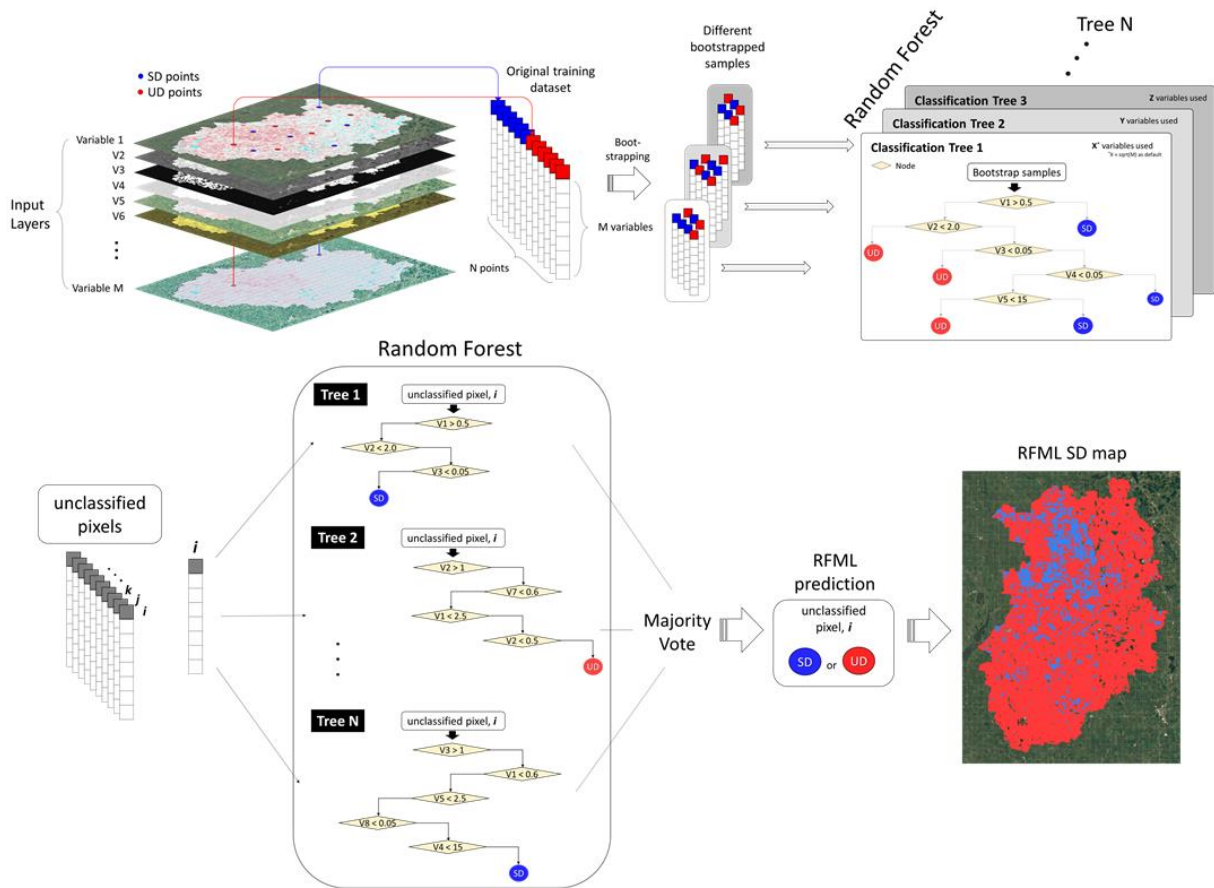 SD points
UD points
Variable 1
V2
V3
V4
V5
V6
Variable M
Input
Layers
Original training
dataset
M variables
N points
Boot-
strapping
Different
bootstrapped
samples
Random Forest
Tree N
Classification Tree 3
Z variables used
Classification Tree 2
Y variables used
Classification Tree 1
X* variables used
*X = sqrt(M) as default
Node
Bootstrap samples
V1 > 0.5
V2 < 2.0
SD
UD
V3 < 0.05
UD
V4 < 0.05
V5 < 15
SD
UD
SD
Random Forest
Tree 1
unclassified pixel, i
V1 > 0.5
V2 < 2.0
V3 < 0.05
SD
Tree 2
unclassified pixel, i
V2 > 1
V7 < 0.6
V1 < 2.5
V2 < 0.5
UD
Tree N
unclassified pixel, i
V3 > 1
V1 < 0.6
V5 < 2.5
V8 < 0.05
V4 < 15
SD
unclassified
pixels
k
j
i
i
Majority
Vote
RFML
prediction
unclassified
pixel, i
SD or UD
RFML SD map